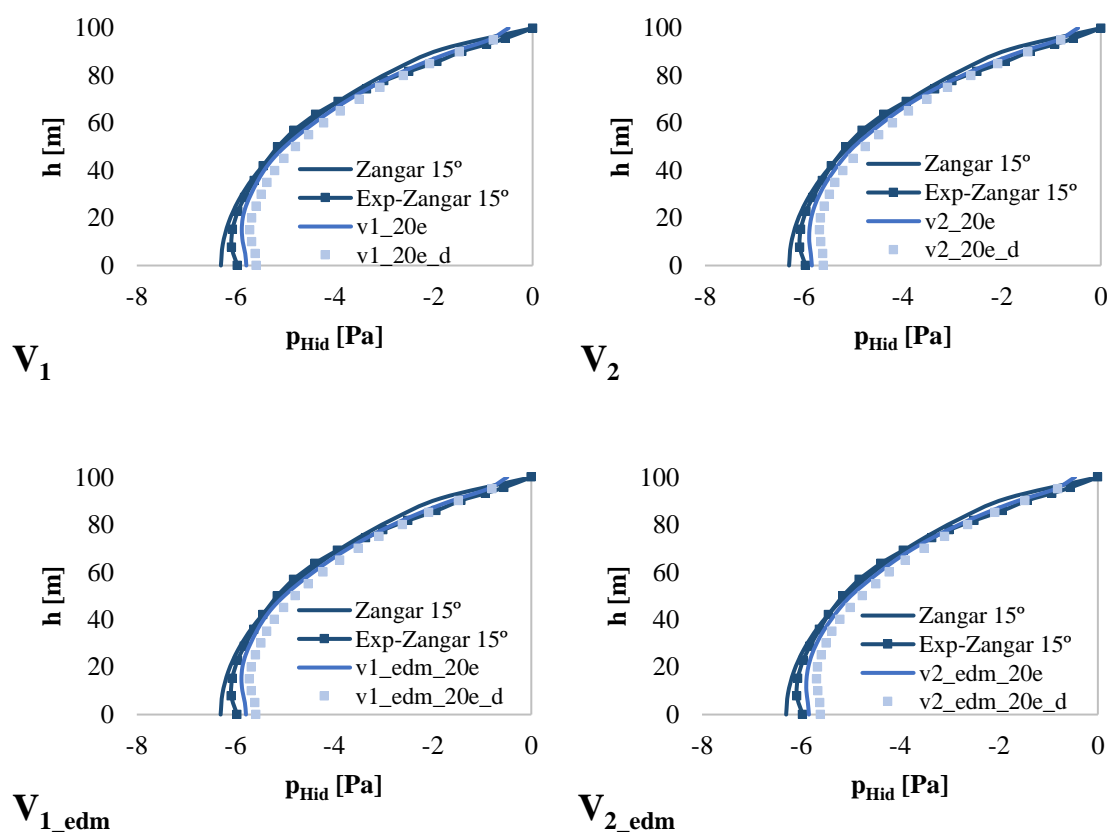 100
80
60
40
20
0
h [m]
Zangar 15º
Exp-Zangar 15º
v1_20e
v1_20e_d
-8 -6 -4 -2 0
pHid [Pa]
V1
100
80
60
40
20
0
h [m]
Zangar 15º
Exp-Zangar 15º
v2_20e
v2_20e_d
-8 -6 -4 -2 0
pHid [Pa]
V2
100
80
60
40
20
0
h [m]
Zangar 15º
Exp-Zangar 15º
v1_edm_20e
v1_edm_20e_d
-8 -6 -4 -2 0
pHid [Pa]
V1_edm
100
80
60
40
20
0
h [m]
Zangar 15º
Exp-Zangar 15º
v2_edm_20e
v2_edm_20e_d
-8 -6 -4 -2 0
pHid [Pa]
V2_edm